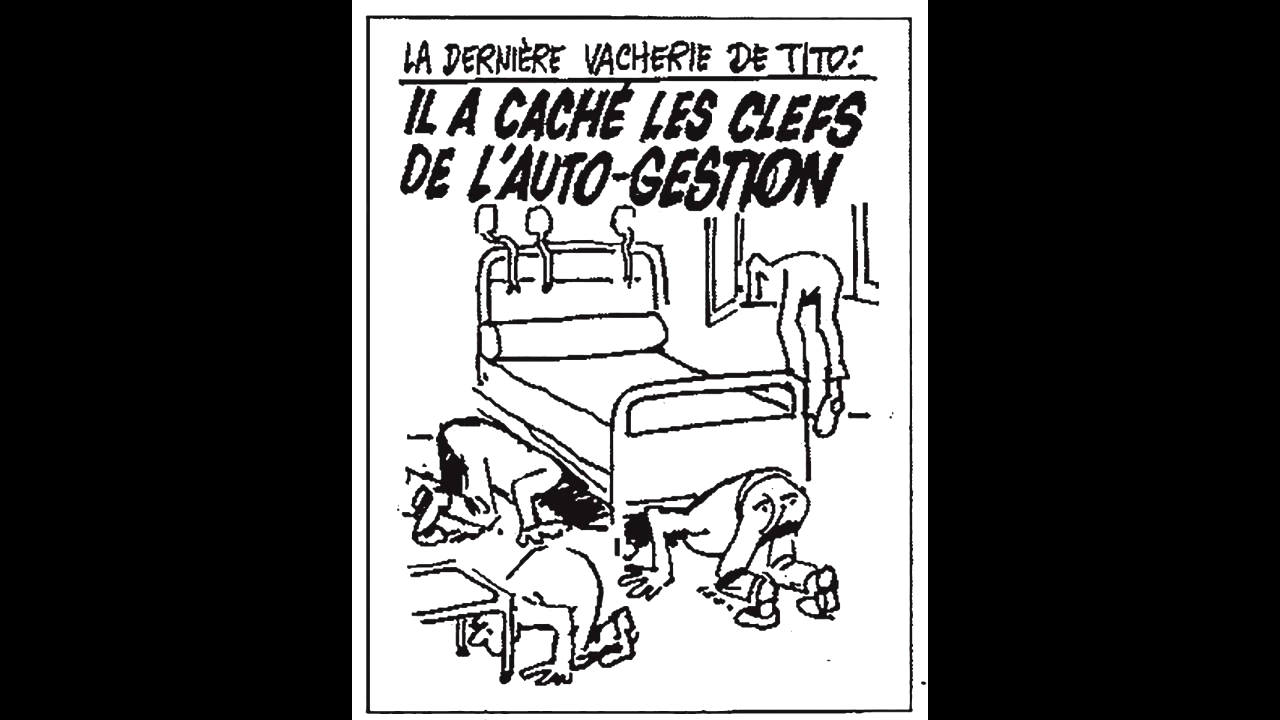 LA DERNIÈRE VACHERIE DE TITO:
IL A CACHÉ LES CLEFS
DE L'AUTO-GESTION